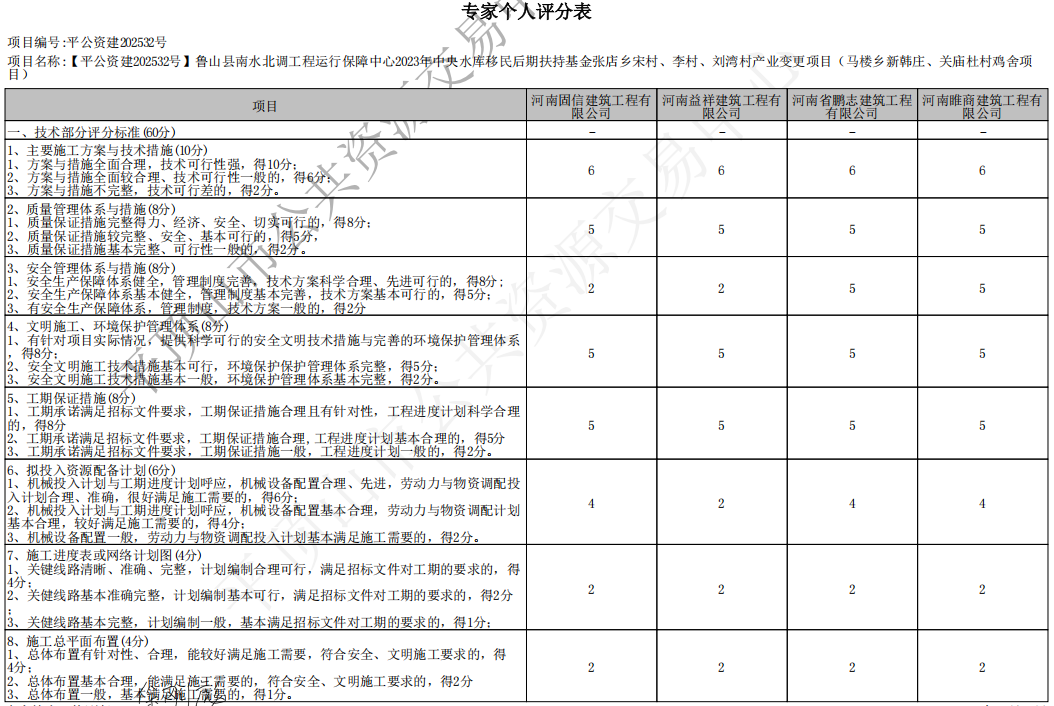 专家个人评分表
项目编号:平公资建202532号
项目名称:【平公资建202532号】鲁山县南水北调工程运行保障中心2023年中央水库移民后期扶持基金张店乡宋村、李村、刘湾村产业变更项目（马楼乡新韩庄、关庙杜村鸡舍项
目）
项目 河南固信建筑工程有限公司 河南益祥建筑工程有限公司 河南省鹏志建筑工程有限公司 河南睢商建筑工程有限公司
一、技术部分评分标准(60分) - - - -
1、主要施工方案与技术措施(10分)
1、方案与措施全面合理，技术可行性强，得10分；
2、方案与措施全面较合理、技术可行性一般的，得6分；
3、方案与措施不完整，技术可行差的，得2分。
6 6 6 6
2、质量管理体系与措施(8分)
1、质量保证措施完整得力、经济、安全、切实可行的，得8分；
2、质量保证措施较完整、安全、基本可行的，得5分，
3、质量保证措施基本完整、可行性一般的，得2分。
5 5 5 5
3、安全管理体系与措施(8分)
1、安全生产保障体系健全，管理制度完善，技术方案科学合理、先进可行的，得8分；
2、安全生产保障体系基本健全，管理制度基本完善，技术方案基本可行的，得5分；
3、有安全生产保障体系，管理制度，技术方案一般的，得2分
2 2 5 5
4、文明施工、环境保护管理体系(8分)
1、有针对项目实际情况，提供科学可行的安全文明技术措施与完善的环境保护管理体系
，得8分；
2、安全文明施工技术措施基本可行，环境保护保护管理体系完整，得5分；
3、安全文明施工技术措施基本一般，环境保护管理体系基本完整，得2分。
5 5 5 5
5、工期保证措施(8分)
1、工期承诺满足招标文件要求，工期保证措施合理且有针对性，工程进度计划科学合理
的，得8分
2、工期承诺满足招标文件要求，工期保证措施合理,工程进度计划基本合理的，得5分
3、工期承诺满足招标文件要求，工期保证措施一般，工程进度计划一般的，得2分。
5 5 5 5
6、拟投入资源配备计划(6分)
1、机械投入计划与工期进度计划呼应，机械设备配置合理、先进，劳动力与物资调配投
入计划合理、准确，很好满足施工需要的，得6分；
2、机械投入计划与工期进度计划呼应，机械设备配置基本合理，劳动力与物资调配计划
基本合理，较好满足施工需要的，得4分；
3、机械设备配置一般，劳动力与物资调配投入计划基本满足施工需要的，得2分。
4 2 4 4
7、施工进度表或网络计划图(4分)
1、关键线路清晰、准确、完整，计划编制合理可行，满足招标文件对工期的要求的，得
4分；
2、关健线路基本准确完整，计划编制基本可行，满足招标文件对工期的要求的，得2分
；
3、关健线路基本完整，计划编制一般，基本满足招标文件对工期的要求的，得1分；
2 2 2 2
8、施工总平面布置(4分)
1、总体布置有针对性、合理，能较好满足施工需要，符合安全、文明施工要求的，得
4分；
2、总体布置基本合理，能满足施工需要的，符合安全、文明施工要求的，得2分
3、总体布置一般，基本满足施工需要的，得1分。
2 2 2 2
平顶山市公共资源交易中心
平顶山市公共资源交易中心